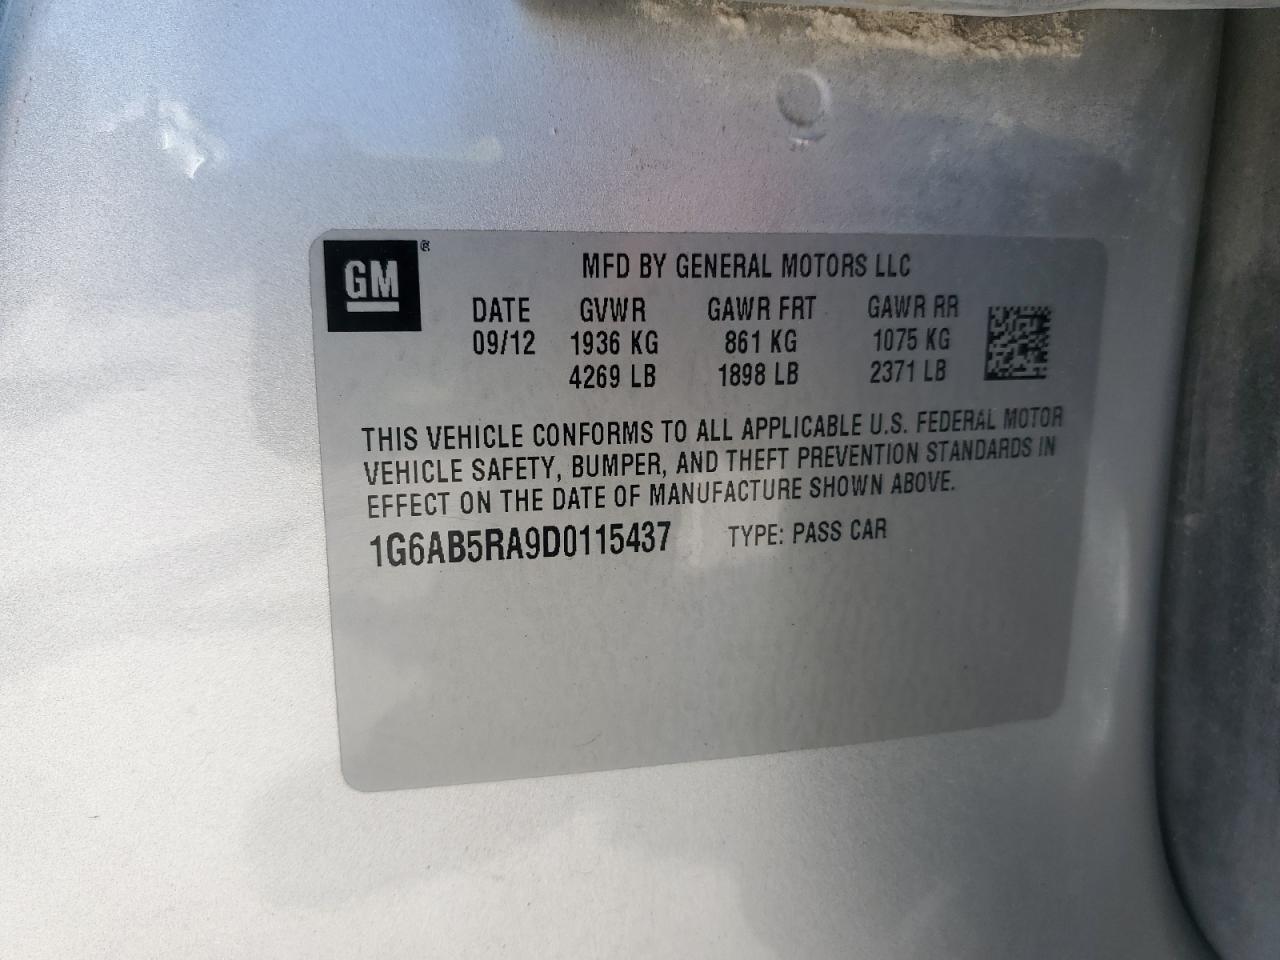 GM®
MFD BY GENERAL MOTORS LLC
DATE GVWR GAWR FRT GAWR RR
09/12 1936 KG 861 KG 1075 KG
4269 LB 1898 LB 2371 LB
THIS VEHICLE CONFORMS TO ALL APPLICABLE U.S. FEDERAL MOTOR
VEHICLE SAFETY, BUMPER, AND THEFT PREVENTION STANDARDS IN
EFFECT ON THE DATE OF MANUFACTURE SHOWN ABOVE.
1G6AB5RA9D0115437 TYPE: PASS CAR